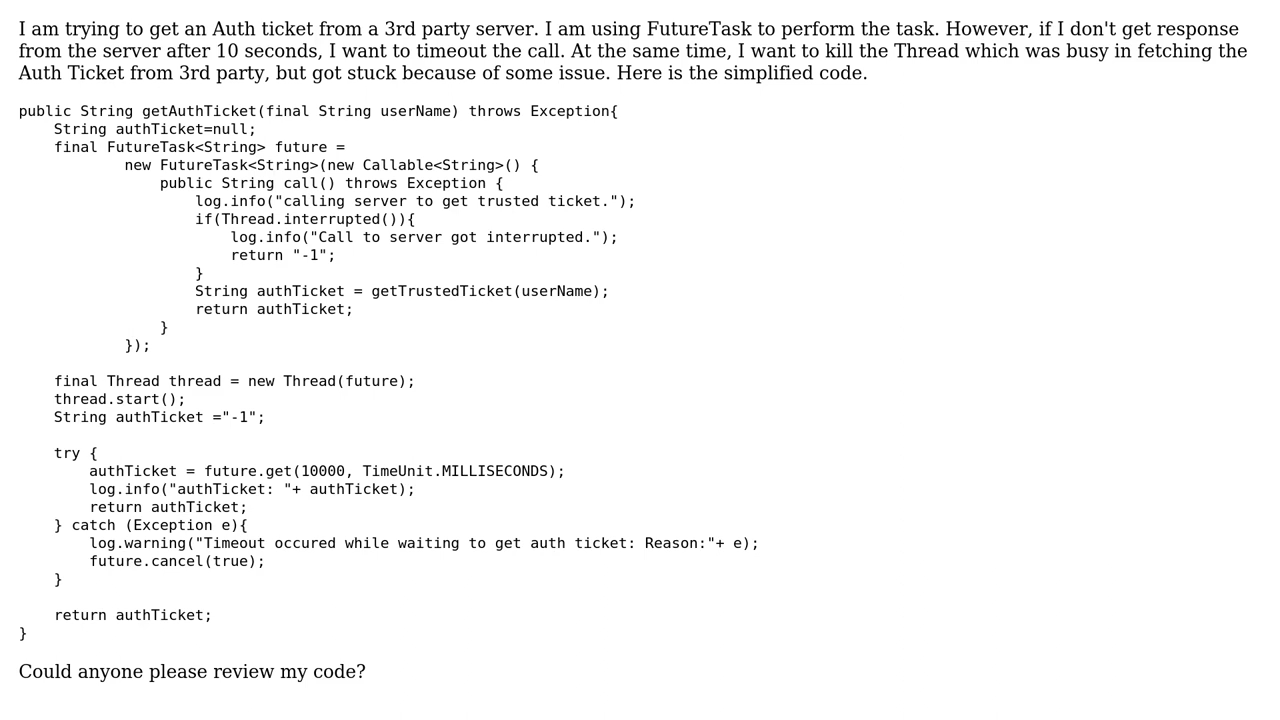 I am trying to get an Auth ticket from a 3rd party server. I am using FutureTask to perform the task. However, if I don't get response
from the server after 10 seconds, I want to timeout the call. At the same time, I want to kill the Thread which was busy in fetching the
Auth Ticket from 3rd party, but got stuck because of some issue. Here is the simplified code.
public String getAuthTicket(final String userName) throws Exception{
    String authTicket=null;
    final FutureTask<String> future =
            new FutureTask<String>(new Callable<String>() {
                public String call() throws Exception {
                    log.info("calling server to get trusted ticket.");
                    if(Thread.interrupted()){
                        log.info("Call to server got interrupted.");
                        return "-1";
                    }
                    String authTicket = getTrustedTicket(userName);
                    return authTicket;
                }
            });
    final Thread thread = new Thread(future);
    thread.start();
    String authTicket ="-1";
    try {
        authTicket = future.get(10000, TimeUnit.MILLISECONDS);
        log.info("authTicket: "+ authTicket);
        return authTicket;
    } catch (Exception e){
        log.warning("Timeout occured while waiting to get auth ticket: Reason:"+ e);
        future.cancel(true);
    }
    return authTicket;
}
Could anyone please review my code?